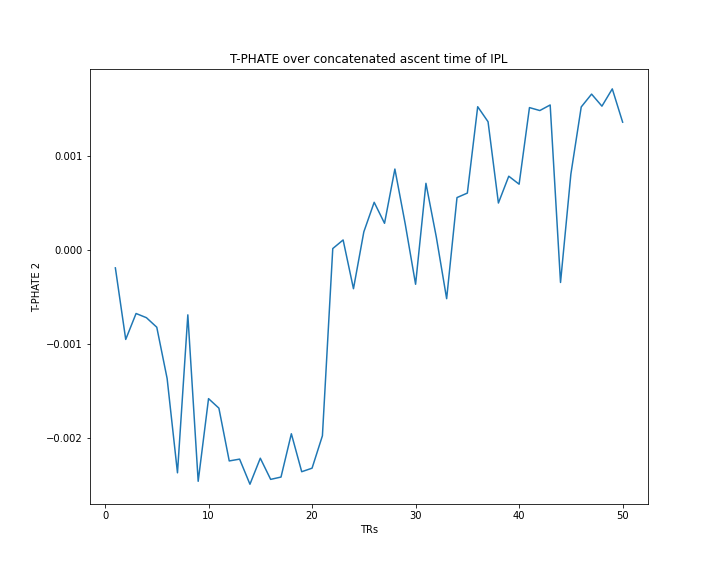 T-PHATE over concatenated ascent time of IPL
T-PHATE 2
0.001
0.000
−0.001
−0.002
0 10 20 30 40 50
TRs